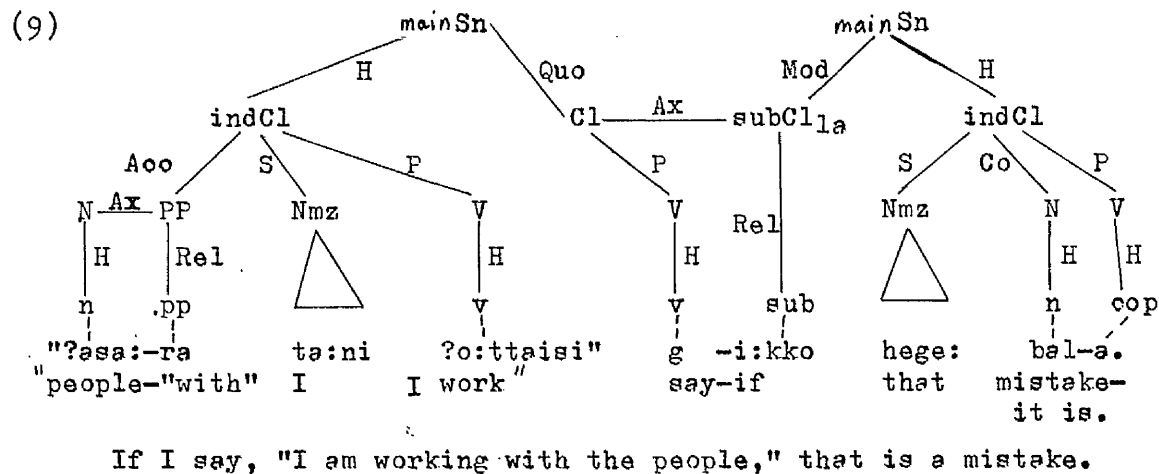 (9) mainSn mainSn
H Quo Mod H
indCl Cl Ax subCl1a indCl
Aoo S P P S Co P
N Ax PP Nmz V V Rel Nmz N V
H Rel H H H H
n .pp v v sub n cop
"?asa:-ra ta:ni ?o:ttaisi" g -i:kko hege: bal-a.
"people-"with" I I work" say-if that mistake-
it is.
If I say, "I am working with the people," that is a mistake.